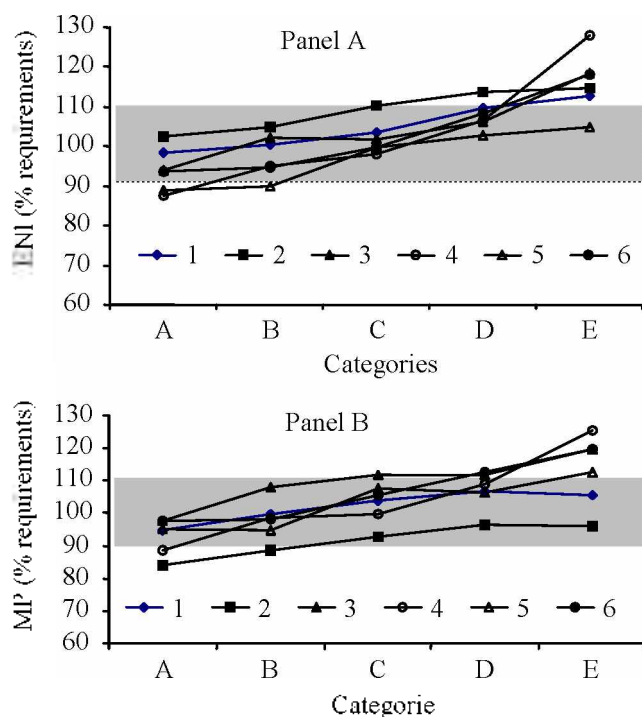 Panel A
130
120
110
100
90
80
70
60
(% requirements)
1 2 3 4 5 6
A B C D E
Categories
Panel B
130
120
110
100
90
80
70
60
MP (% requirements)
1 2 3 4 5 6
A B C D E
Categorie